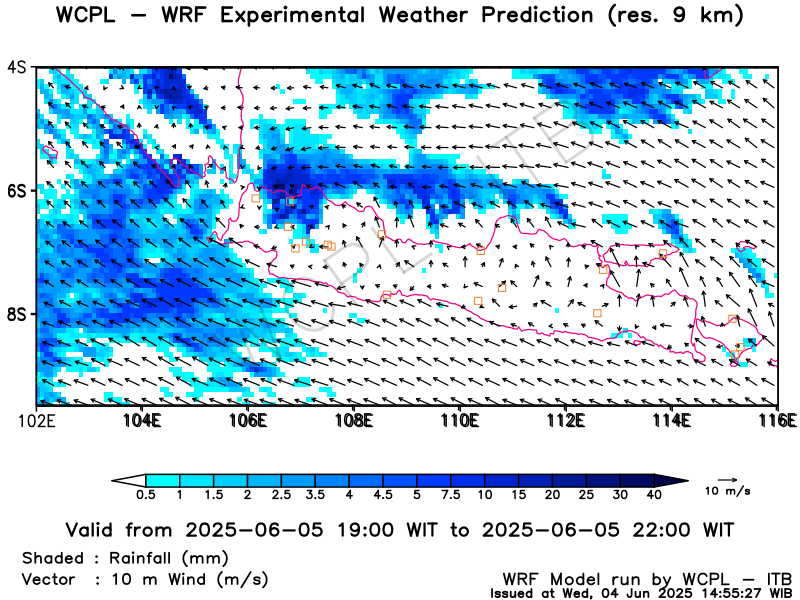 WCPL – WRF Experimental Weather Prediction (res. 9 km)
4S
6S
8S
102E 104E 106E 108E 110E 112E 114E 116E
WCPL ITB
0.5 1 1.5 2 2.5 3.5 4 4.5 5 7.5 10 15 20 25 30 40
10 m/s
Valid from 2025–06–05 19:00 WIT to 2025–06–05 22:00 WIT
Shaded : Rainfall (mm)
Vector : 10 m Wind (m/s)
WRF Model run by WCPL – ITB
Issued at Wed, 04 Jun 2025 14:55:27 WIB